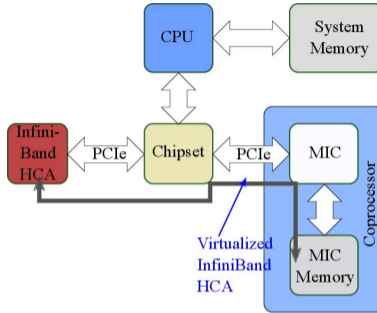 CPU
System
Memory
Infini-
Band
HCA
PCIe
Chipset
PCIe
MIC
Coprocessor
Virtualized
InfiniBand
HCA
MIC
Memory